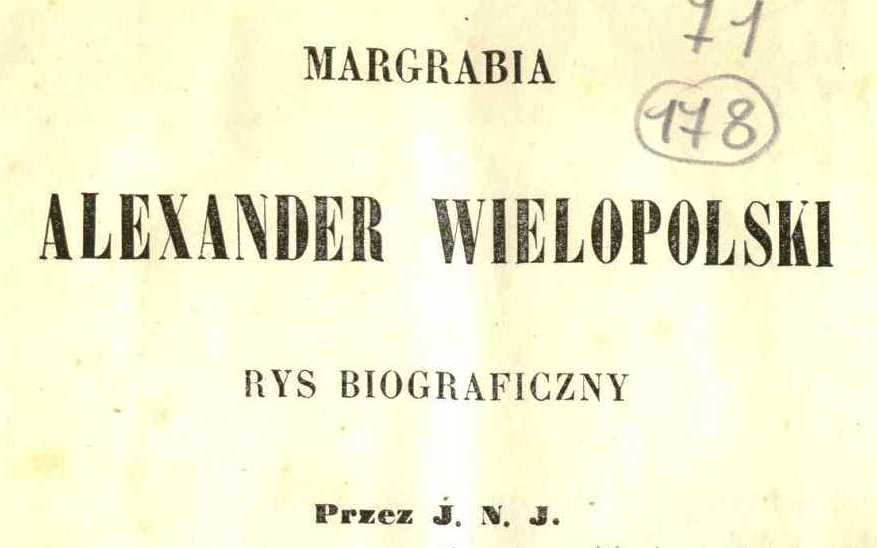 71
MARGRABIA
178
ALEXANDER WIELOPOLSKI
RYS BIOGRAFICZNY
Przez J. N. J.